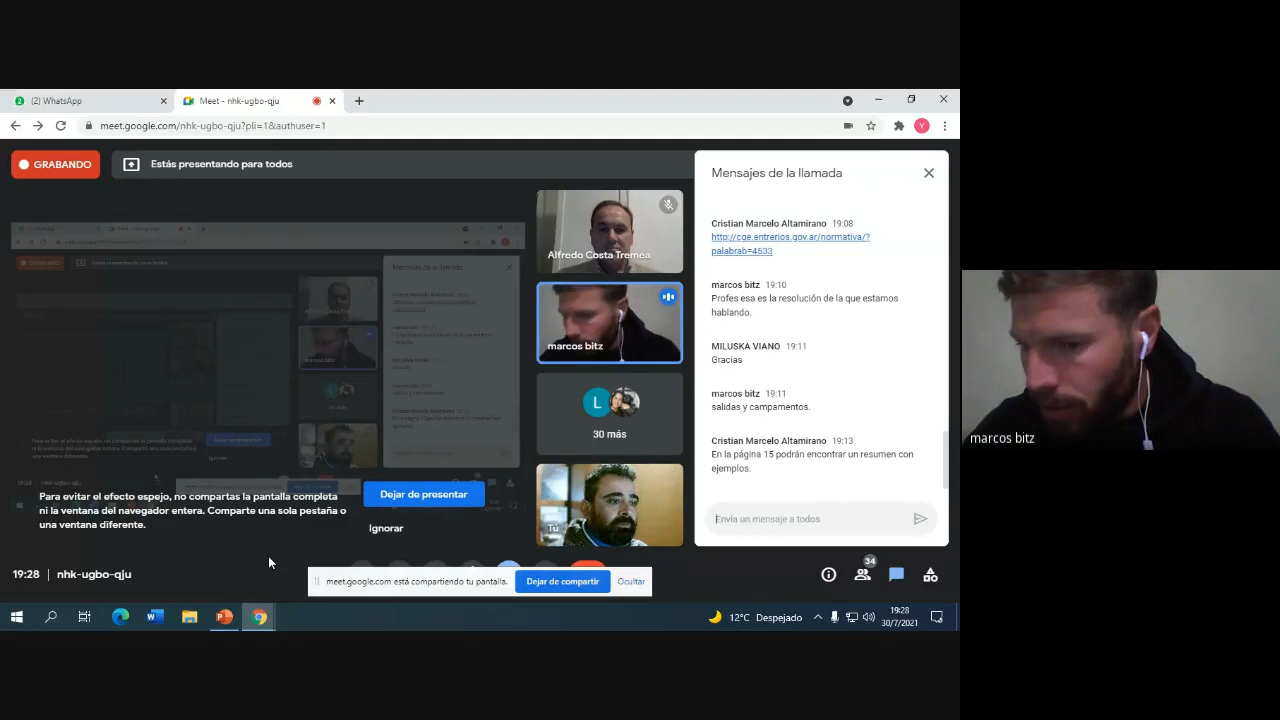 (2) WhatsApp
Meet - nhk-ugbo-qju
meet.google.com/nhk-ugbo-qju?pli=1&authuser=1
Y
GRABANDO
Estás presentando para todos
Alfredo Costa Tremea
marcos bitz
L
30 más
Tú
Para evitar el efecto espejo, no compartas la pantalla completa
ni la ventana del navegador entera. Comparte una sola pestaña o
una ventana diferente.
Dejar de presentar
Ignorar
Mensajes de la llamada
Cristian Marcelo Altamirano 19:08
http://cge.entrerios.gov.ar/normativa/?
palabrab=4533
marcos bitz 19:10
Profes esa es la resolución de la que estamos
hablando.
MILUSKA VIANO 19:11
Gracias
marcos bitz 19:11
salidas y campamentos.
Cristian Marcelo Altamirano 19:13
En la página 15 podrán encontrar un resumen con
ejemplos.
Envía un mensaje a todos
19:28 | nhk-ugbo-qju
34
meet.google.com está compartiendo tu pantalla.
Dejar de compartir
Ocultar
12°C Despejado
19:28
30/7/2021
marcos bitz